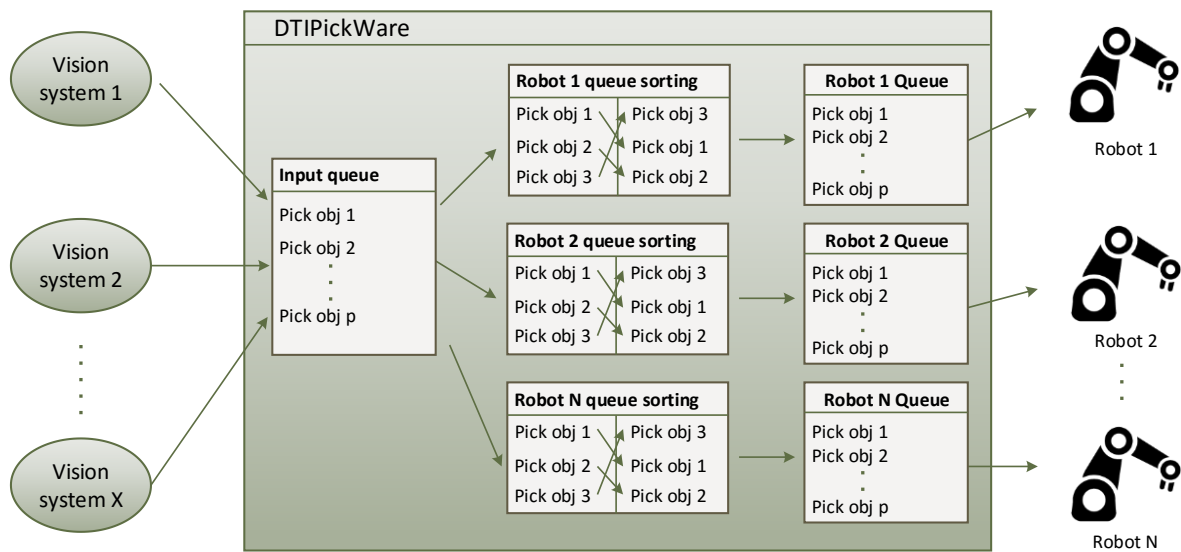 DTIPickWare
Vision
system 1
Vision
system 2
Vision
system X
Input queue
Pick obj 1
Pick obj 2
Pick obj p
Robot 1 queue sorting
Pick obj 1 Pick obj 3
Pick obj 2 Pick obj 1
Pick obj 3 Pick obj 2
Robot 2 queue sorting
Pick obj 1 Pick obj 3
Pick obj 2 Pick obj 1
Pick obj 3 Pick obj 2
Robot N queue sorting
Pick obj 1 Pick obj 3
Pick obj 2 Pick obj 1
Pick obj 3 Pick obj 2
Robot 1 Queue
Pick obj 1
Pick obj 2
Pick obj p
Robot 2 Queue
Pick obj 1
Pick obj 2
Pick obj p
Robot N Queue
Pick obj 1
Pick obj 2
Pick obj p
Robot 1
Robot 2
Robot N